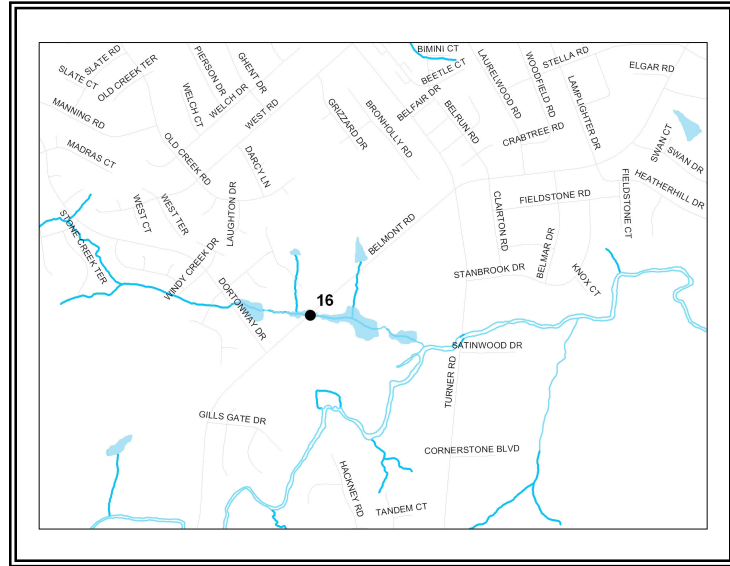 BIMINI CT
SLATE RD
SLATE CT
OLD CREEK TER
PIERSON DR
GHENT DR
WELCH CT
WELCH DR
WEST RD
BEETLE CT
LAURELWOOD RD
WOODFIELD RD
STELLA RD
ELGAR RD
LAMPLIGHTER DR
BELFAIR DR
BRONHOLLY RD
GRIZZARD DR
BELRUN RD
CRABTREE RD
MANNING RD
MADRAS CT
OLD CREEK RD
DARCY LN
SWAN CT
SWAN DR
HEATHERHILL DR
FIELDSTONE RD
FIELDSTONE CT
CLAIRTON RD
BELMAR DR
KNOX CT
STANBROOK DR
BELMONT RD
LAUGHTON DR
WEST TER
WEST CT
STONE CREEK TER
WINDY CREEK DR
DORTONWAY DR
16
SATINWOOD DR
TURNER RD
GILLS GATE DR
CORNERSTONE BLVD
HACKNEY RD
TANDEM CT